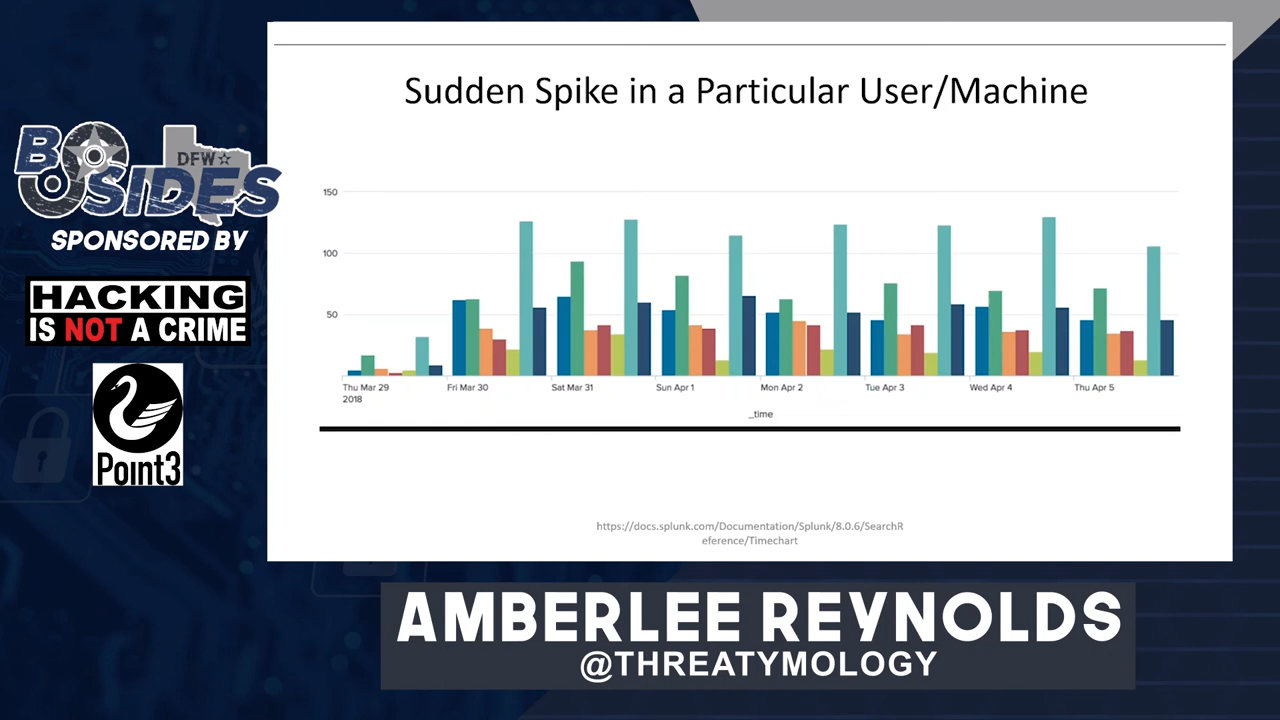 Sudden Spike in a Particular User/Machine
150
100
50
Thu Mar 29
2018
Fri Mar 30
Sat Mar 31
Sun Apr 1
Mon Apr 2
Tue Apr 3
Wed Apr 4
Thu Apr 5
_time
https://docs.splunk.com/Documentation/Splunk/8.0.6/SearchR
eference/Timechart
BSIDES
DFW
SPONSORED BY
HACKING
IS NOT A CRIME
Point3
AMBERLEE REYNOLDS
@THREATYMOLOGY